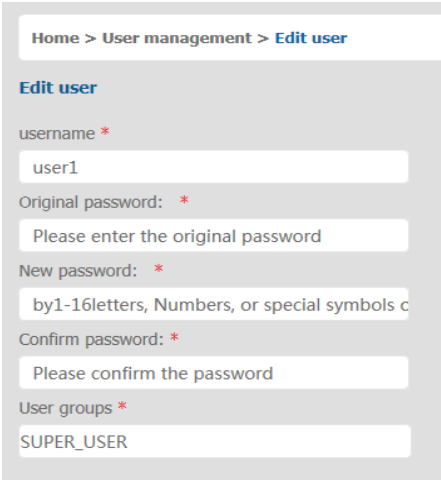 Home > User management > Edit user
Edit user
username *
user1
Original password: *
Please enter the original password
New password: *
by1-16letters, Numbers, or special symbols c
Confirm password: *
Please confirm the password
User groups *
SUPER_USER